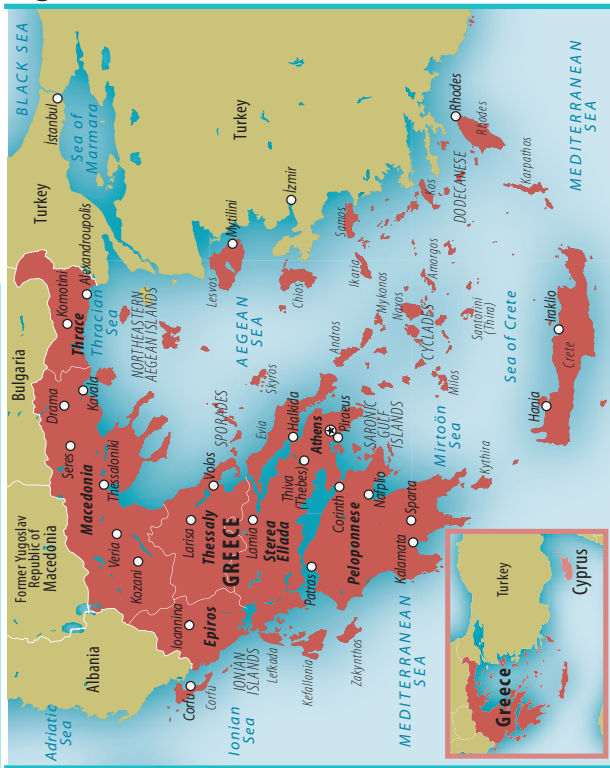 BLACK SEA
İstanbul
Sea of
Marmara
Turkey
Turkey
Bulgaria
Former Yugoslav
Republic of
Macedonia
Albania
Adriatic
Sea
Komotini
Alexandroupolis
Thrace
Thracian
Sea
Drama
Kavala
Seres
Macedonia
Thessaloniki
Veria
Kozani
NORTHEASTERN
AEGEAN ISLANDS
Ioannina
Epiros
Corfu
Corfu
IONIAN
ISLANDS
Ionian
Sea
Lefkada
Kefallonia
Zakynthos
Larisa
Thessaly
Volos
SPORADES
GREECE
Lamia
Sterea
Ellada
Evia
Skyros
Halkida
Thiva
(Thebes)
Athens
Piraeus
SARONIC
GULF
ISLANDS
Corinth
Nafplio
Patras
Peloponnese
Sparta
Kalamata
Kythira
Mirtoön
Sea
AEGEAN
SEA
Lesvos
Mytilini
Chios
İzmir
Samos
Ikaria
Andros
Mykonos
Naxos
CYCLADES
Amorgos
Milos
Santorini
(Thira)
Kos
DODECANESE
Rhodes
Rhodes
Karpathos
Sea of Crete
Hania
Iraklio
Crete
MEDITERRANEAN
SEA
MEDITERRANEAN
SEA
Greece
Turkey
Cyprus